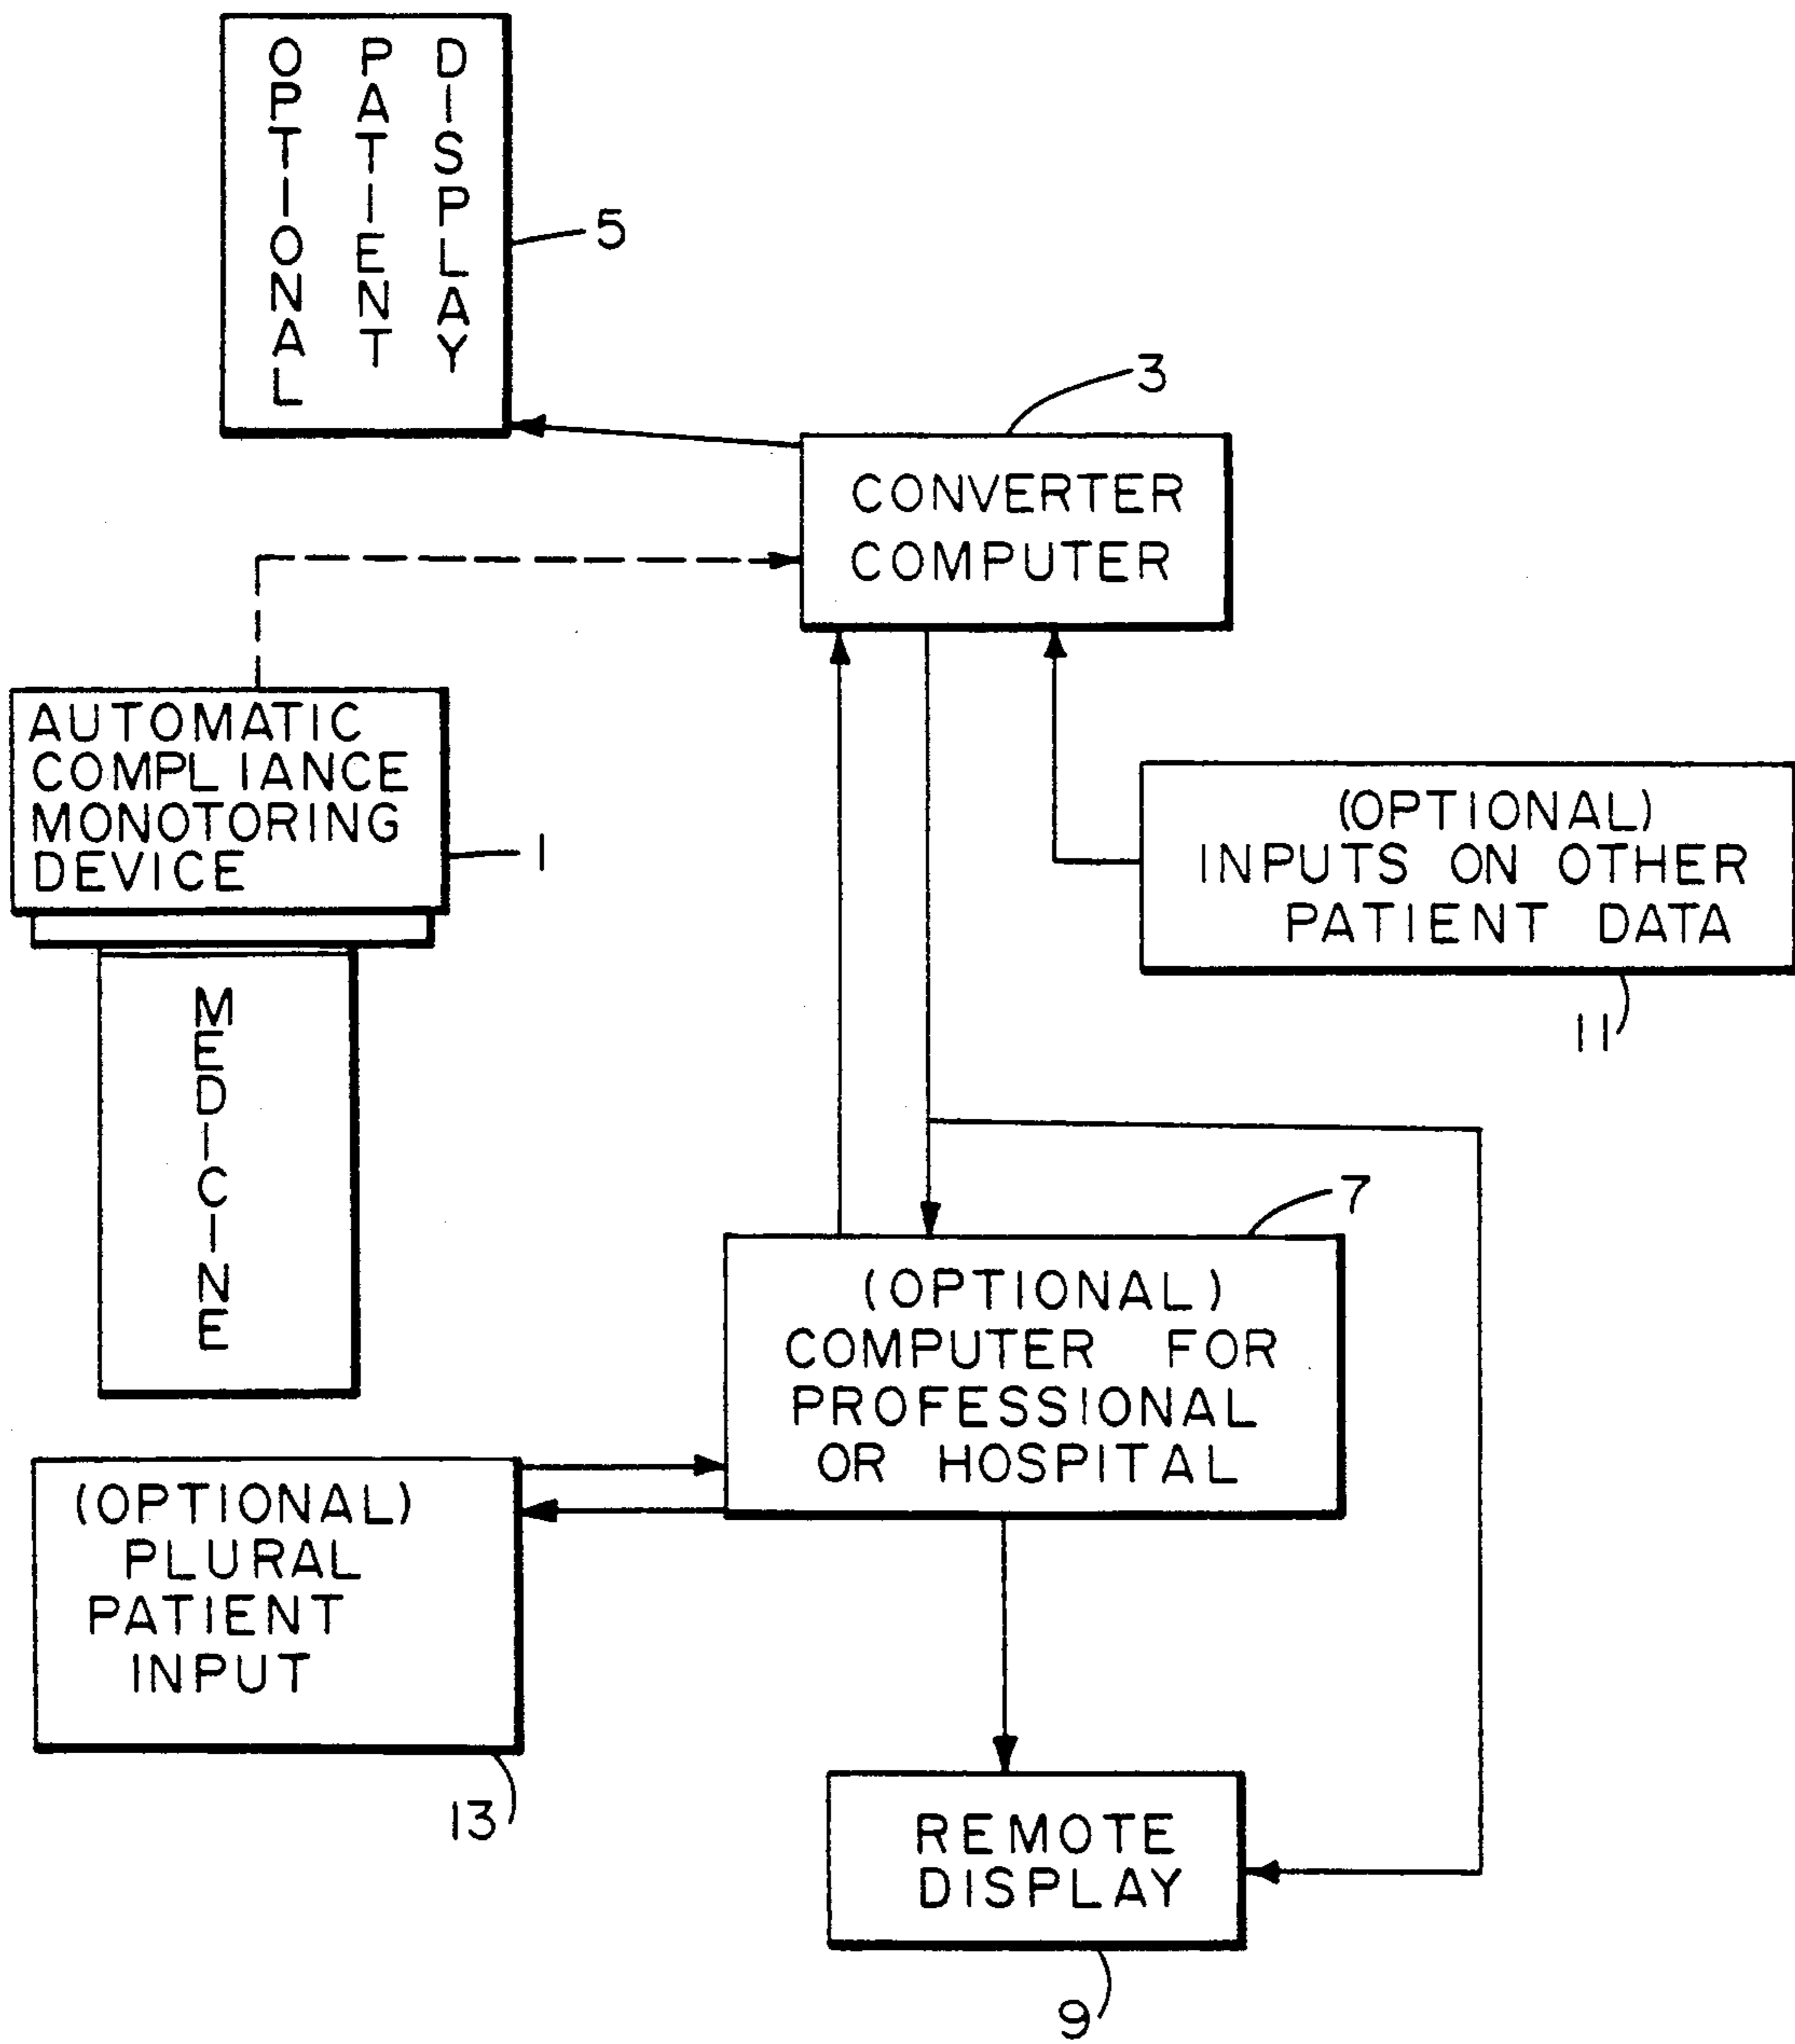 OPTIONAL
PATIENT
DISPLAY
5
3
CONVERTER
COMPUTER
AUTOMATIC
COMPLIANCE
MONOTORING
DEVICE
1
(OPTIONAL)
INPUTS ON OTHER
PATIENT DATA
11
MEDICINE
7
(OPTIONAL)
COMPUTER FOR
PROFESSIONAL
OR HOSPITAL
(OPTIONAL)
PLURAL
PATIENT
INPUT
13
REMOTE
DISPLAY
9